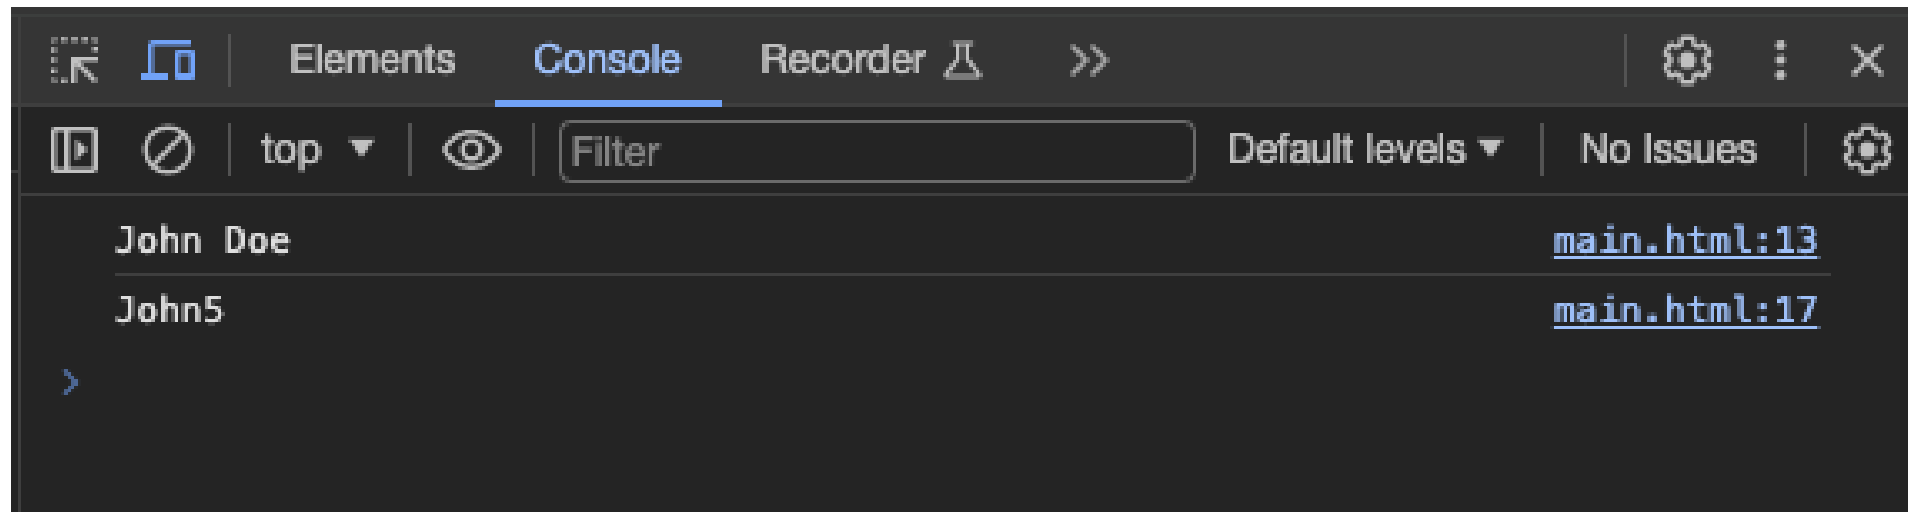 Elements Console Recorder
top Filter Default levels No Issues
John Doe main.html:13
John5 main.html:17